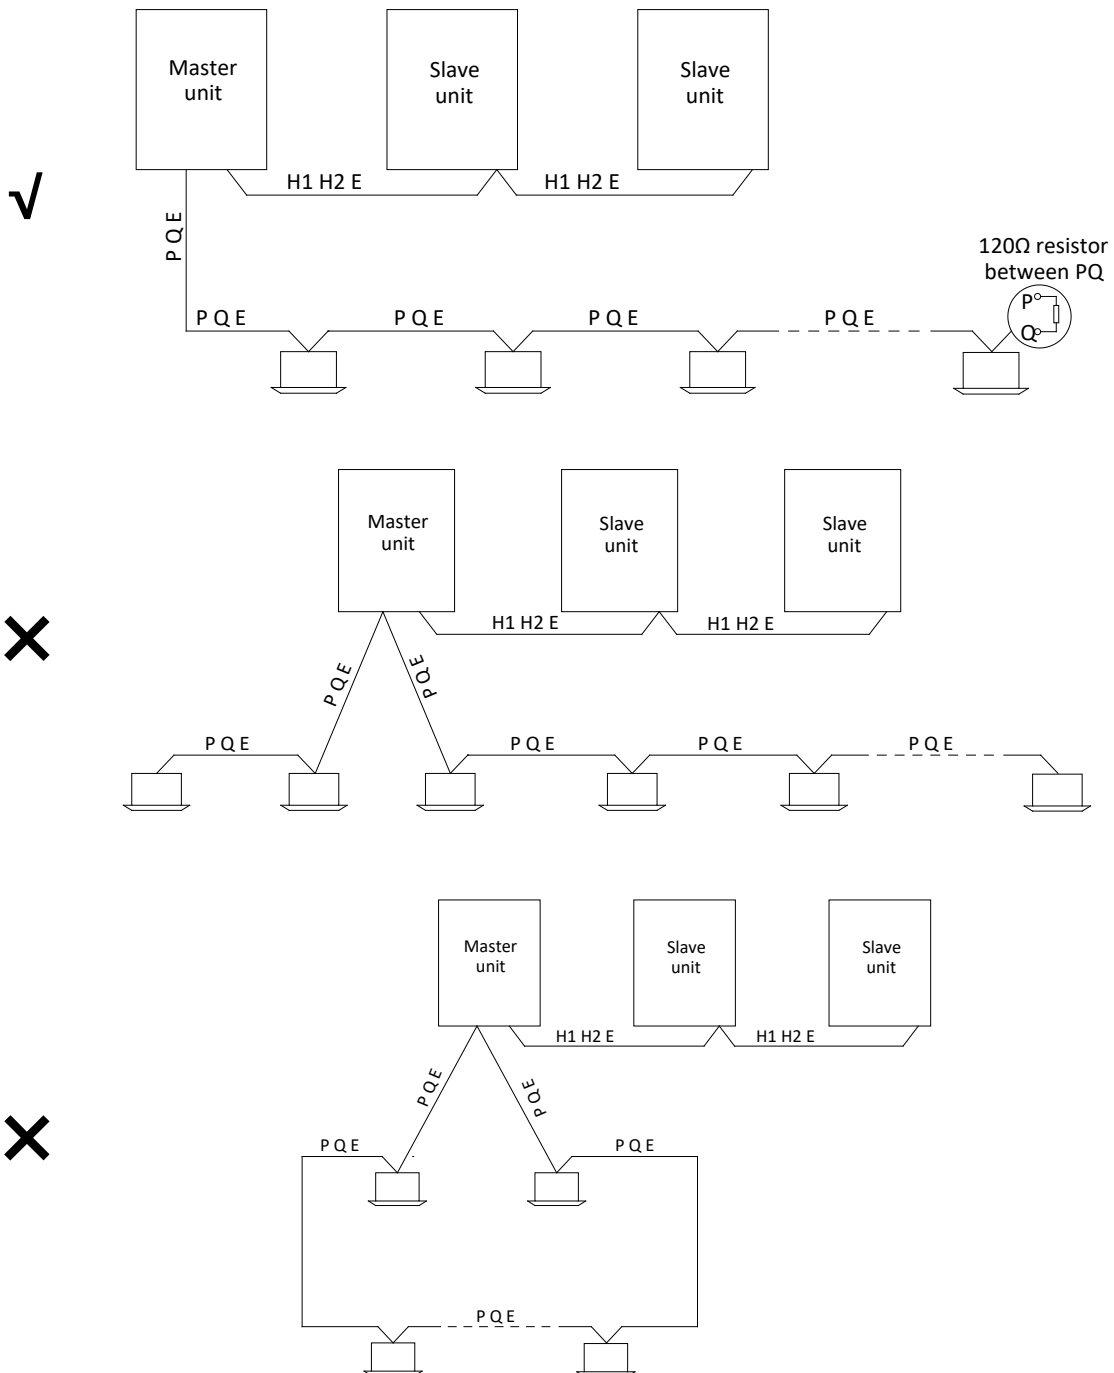 Master
unit
Slave
unit
Slave
unit
√
H1 H2 E
H1 H2 E
P Q E
120Ω resistor
between PQ
P
Q
P Q E
P Q E
P Q E
P Q E
Master
unit
Slave
unit
Slave
unit
H1 H2 E
H1 H2 E
P Q E
P Q E
P Q E
P Q E
P Q E
P Q E
Master
unit
Slave
unit
Slave
unit
H1 H2 E
H1 H2 E
P Q E
P Q E
P Q E
P Q E
P Q E